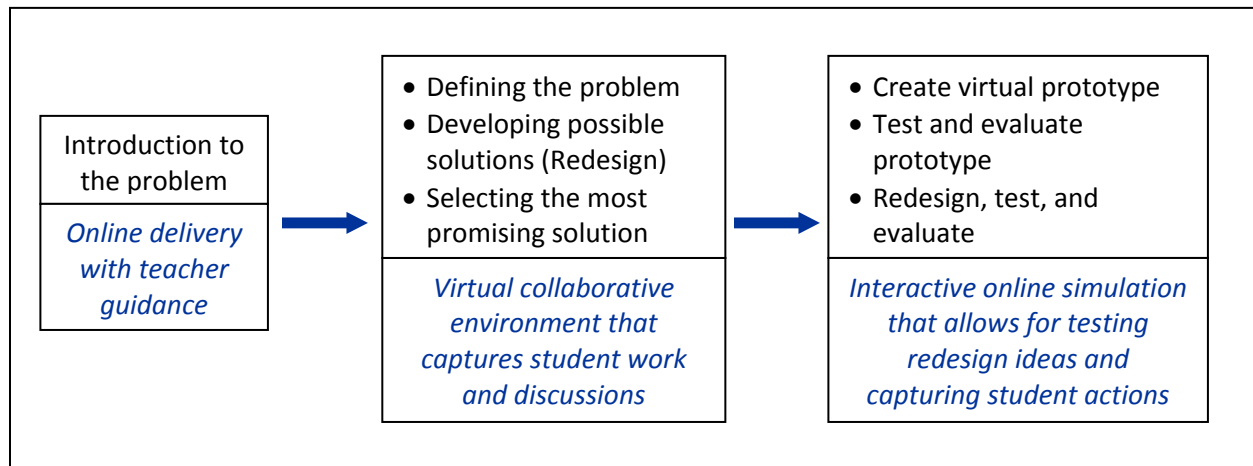 Introduction to
the problem
Online delivery
with teacher
guidance
• Defining the problem
• Developing possible
solutions (Redesign)
• Selecting the most
promising solution
Virtual collaborative
environment that
captures student work
and discussions
• Create virtual prototype
• Test and evaluate
prototype
• Redesign, test, and
evaluate
Interactive online simulation
that allows for testing
redesign ideas and
capturing student actions